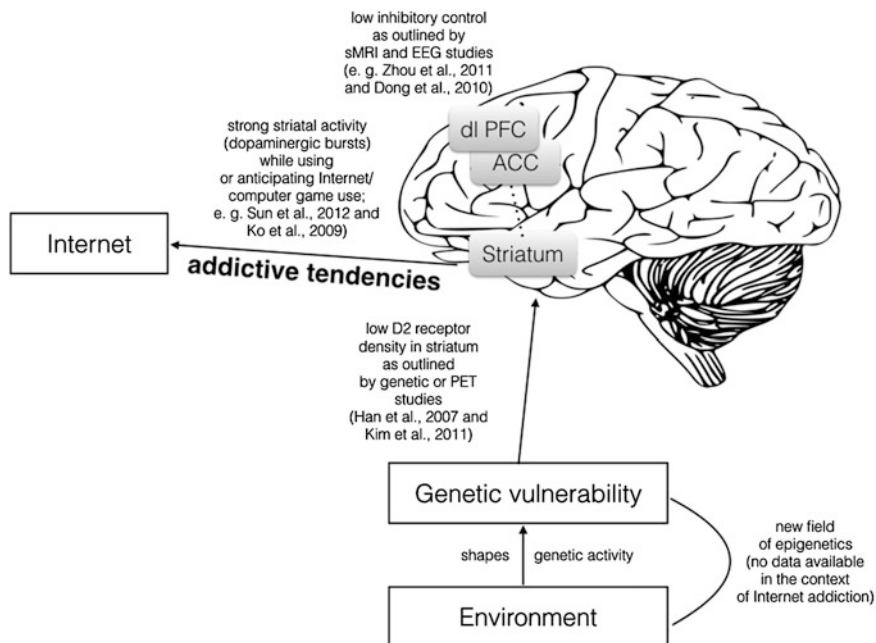 low inhibitory control
as outlined by
sMRI and EEG studies
(e. g. Zhou et al., 2011
and Dong et al., 2010)
dl PFC
ACC
strong striatal activity
(dopaminergic bursts)
while using
or anticipating Internet/
computer game use;
e. g. Sun et al., 2012 and
Ko et al., 2009)
Internet
Striatum
addictive tendencies
low D2 receptor
density in striatum
as outlined
by genetic or PET
studies
(Han et al., 2007 and
Kim et al., 2011)
Genetic vulnerability
shapes genetic activity
new field
of epigenetics
(no data available
in the context
of Internet addiction)
Environment